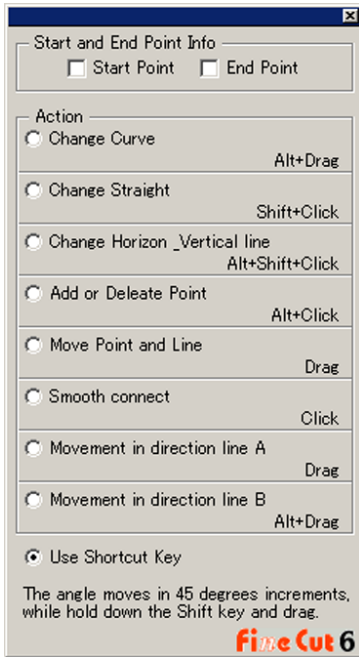 Start and End Point Info
Start Point End Point
Action
Change Curve
Alt+Drag
Change Straight
Shift+Click
Change Horizon _Vertical line
Alt+Shift+Click
Add or Deleate Point
Alt+Click
Move Point and Line
Drag
Smooth connect
Click
Movement in direction line A
Drag
Movement in direction line B
Alt+Drag
Use Shortcut Key
The angle moves in 45 degrees increments,
while hold down the Shift key and drag.
Fine Cut 6